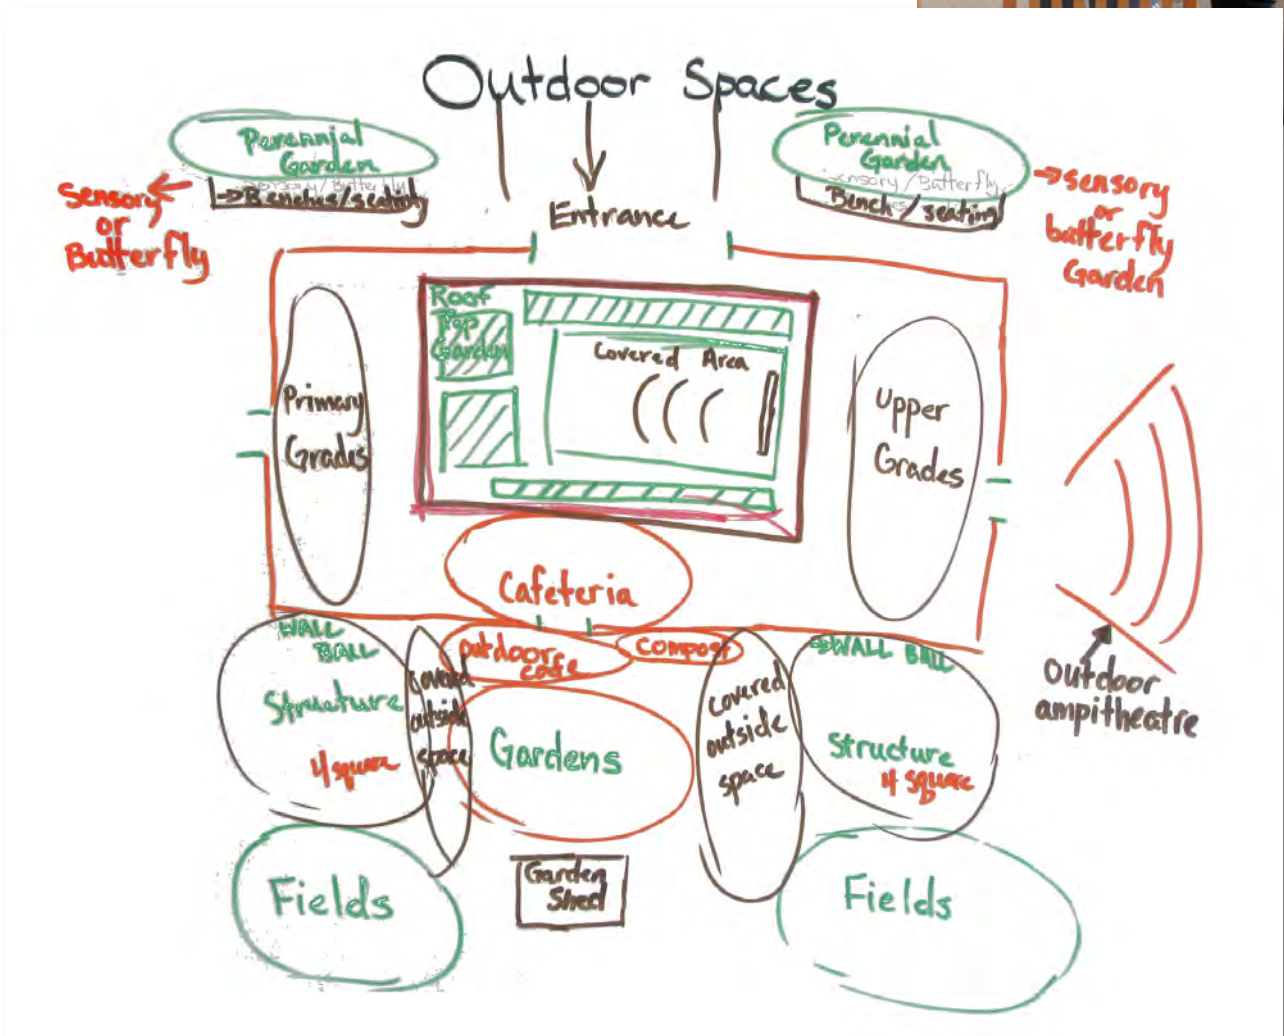 Outdoor Spaces
Perennial
Garden
Sensory/Butterfly
->Benches/seating
Sensory
or
Butterfly
Entrance
Perennial
Garden
Sensory/Butterfly
Bench/seating
sensory
or
butterfly
Garden
Roof
Top
Garden
Covered Area
Primary
Grades
Upper
Grades
Cafeteria
WALL
BALL
Structure
4 square
covered
outside
space
outdoor
cafe
compost
Gardens
covered
outside
space
WALL BALL
Structure
4 square
outdoor
ampitheatre
Fields
Garden
Shed
Fields